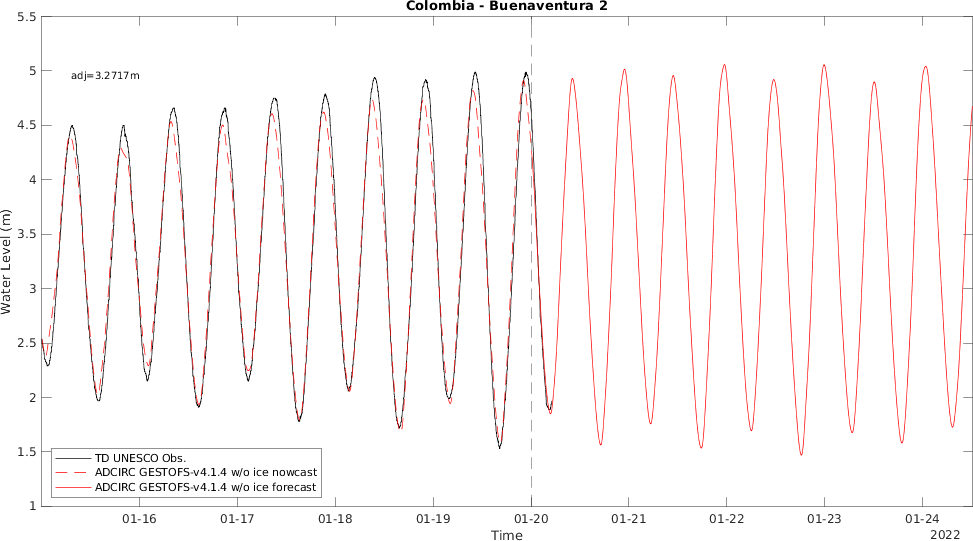 Colombia - Buenaventura 2
5.5
adj=3.2717m
5
4.5
4
3.5
3
2.5
2
1.5
1
Water Level (m)
TD UNESCO Obs.
ADCIRC GESTOFS-v4.1.4 w/o ice nowcast
ADCIRC GESTOFS-v4.1.4 w/o ice forecast
01-16 01-17 01-18 01-19 01-20 01-21 01-22 01-23 01-24
Time
2022